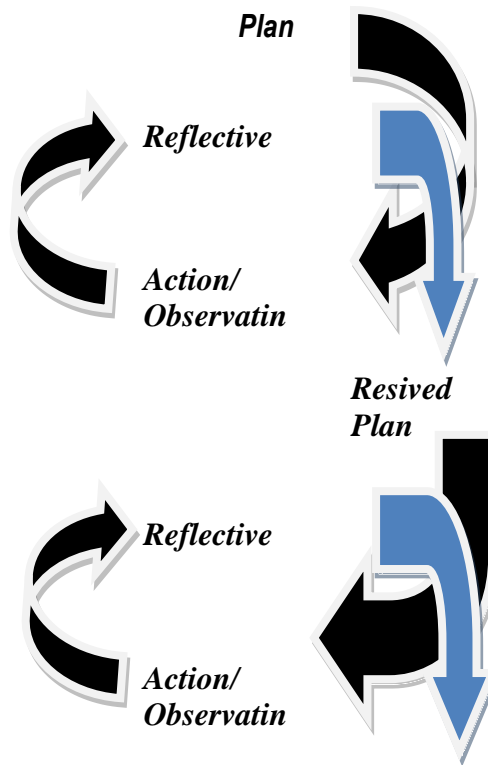 Plan
Reflective
Action/
Observatin
Resived
Plan
Reflective
Action/
Observatin